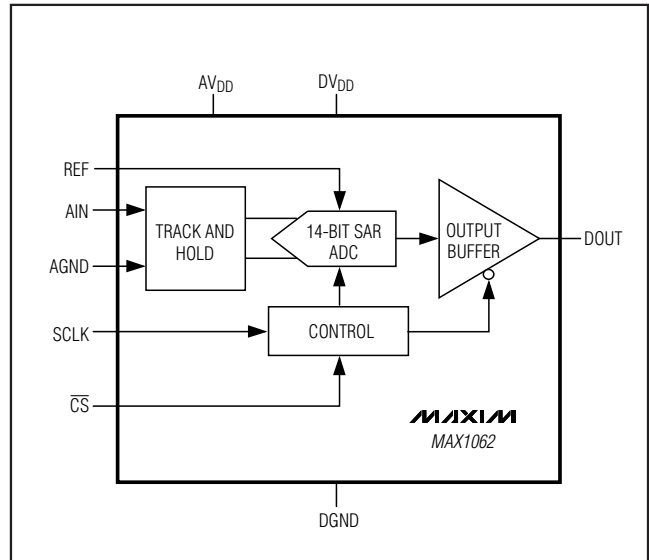 AVDD DVDD
REF
AIN
TRACK AND
HOLD
14-BIT SAR
ADC
OUTPUT
BUFFER
DOUT
AGND
SCLK
CONTROL
C̅S̅
MAXIM
MAX1062
DGND